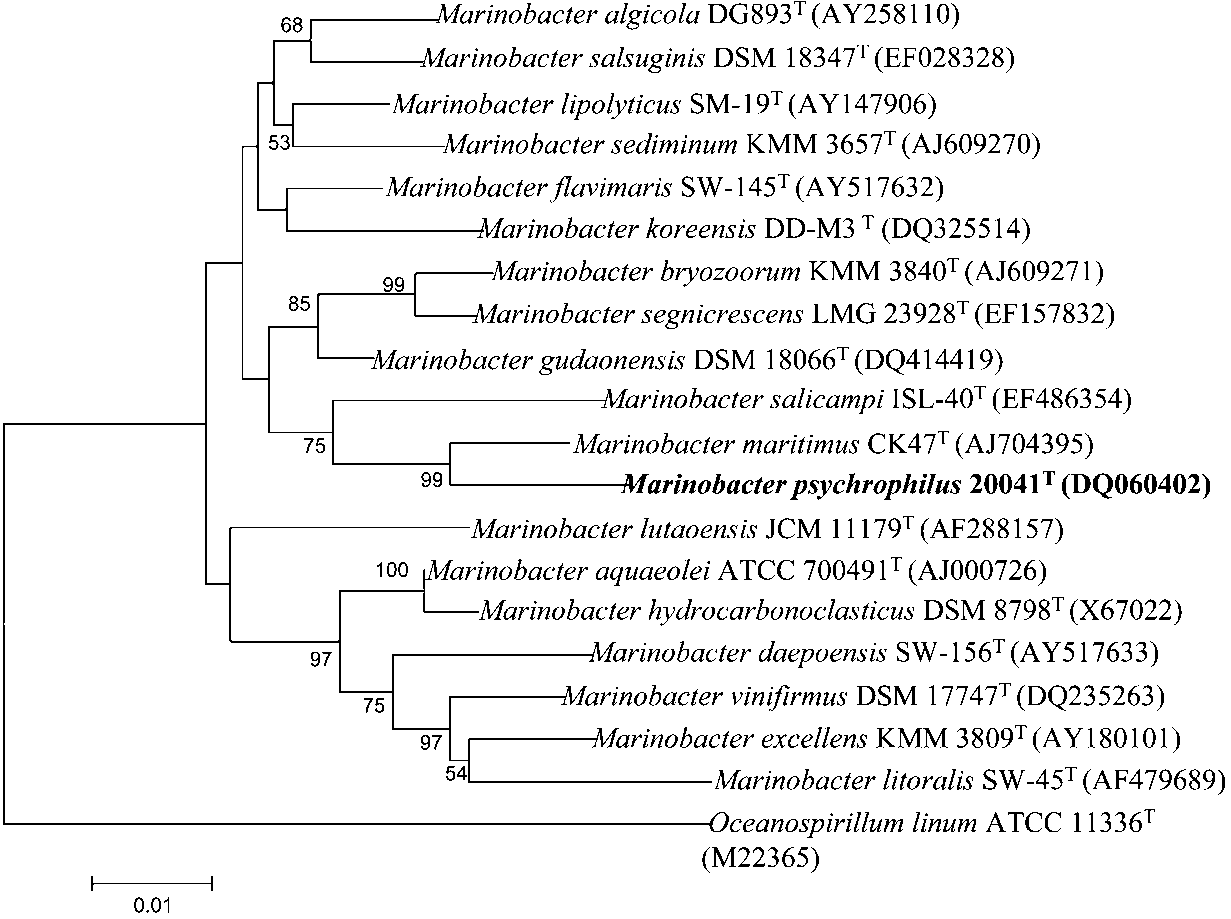 68
Marinobacter algicola DG893ᵀ (AY258110)
Marinobacter salsuginis DSM 18347ᵀ (EF028328)
Marinobacter lipolyticus SM-19ᵀ (AY147906)
53
Marinobacter sediminum KMM 3657ᵀ (AJ609270)
Marinobacter flavimaris SW-145ᵀ (AY517632)
Marinobacter koreensis DD-M3 ᵀ (DQ325514)
Marinobacter bryozoorum KMM 3840ᵀ (AJ609271)
99
85
Marinobacter segnicrescens LMG 23928ᵀ (EF157832)
Marinobacter gudaonensis DSM 18066ᵀ (DQ414419)
Marinobacter salicampi ISL-40ᵀ (EF486354)
75
Marinobacter maritimus CK47ᵀ (AJ704395)
99
Marinobacter psychrophilus 20041ᵀ (DQ060402)
Marinobacter lutaoensis JCM 11179ᵀ (AF288157)
100
Marinobacter aquaeolei ATCC 700491ᵀ (AJ000726)
Marinobacter hydrocarbonoclasticus DSM 8798ᵀ (X67022)
97
Marinobacter daepoensis SW-156ᵀ (AY517633)
75
Marinobacter vinifirmus DSM 17747ᵀ (DQ235263)
97
Marinobacter excellens KMM 3809ᵀ (AY180101)
54
Marinobacter litoralis SW-45ᵀ (AF479689)
Oceanospirillum linum ATCC 11336ᵀ
(M22365)
0.01